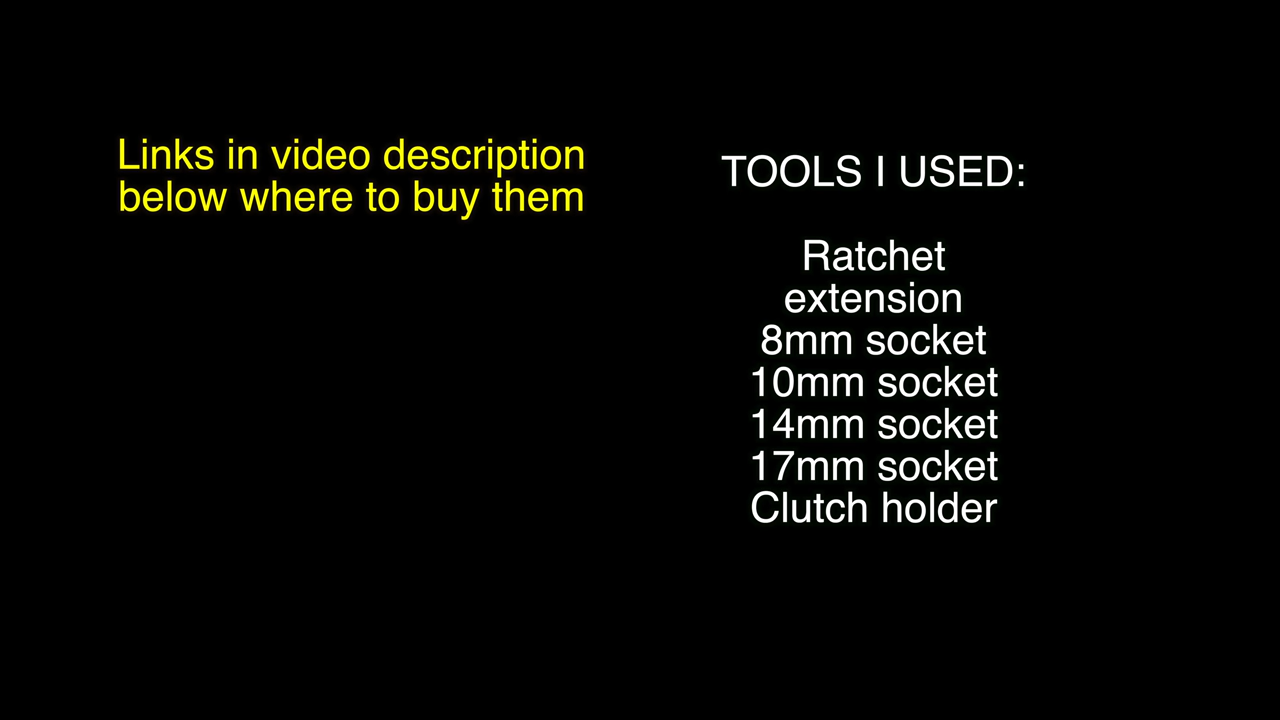 Links in video description
below where to buy them
TOOLS I USED:
Ratchet
extension
8mm socket
10mm socket
14mm socket
17mm socket
Clutch holder